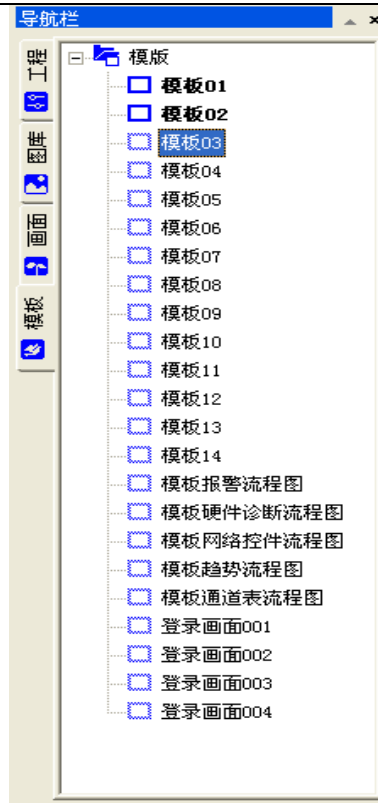 导航栏
工程
图库
画面
模板
模版
模板01
模板02
模板03
模板04
模板05
模板06
模板07
模板08
模板09
模板10
模板11
模板12
模板13
模板14
模板报警流程图
模板硬件诊断流程图
模板网络控件流程图
模板趋势流程图
模板通道表流程图
登录画面001
登录画面002
登录画面003
登录画面004